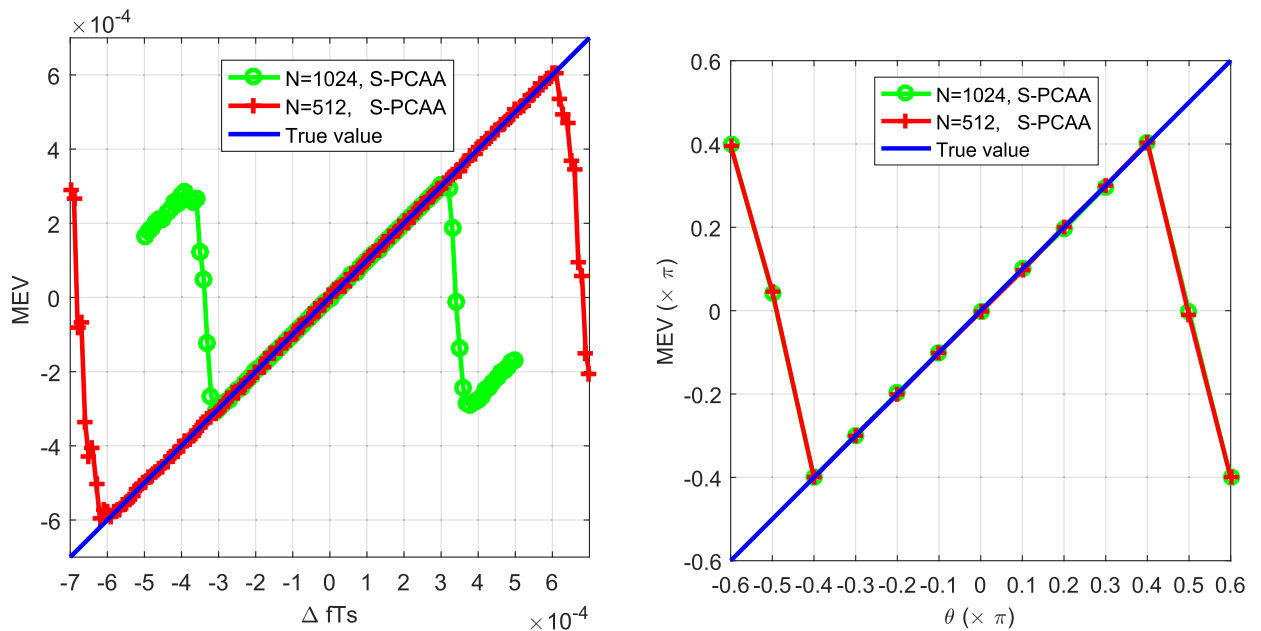 ×10⁻⁴
N=1024, S-PCAA
N=512, S-PCAA
True value
6
4
2
0
-2
-4
-6
MEV
-7 -6 -5 -4 -3 -2 -1 0 1 2 3 4 5 6
Δ fTs
×10⁻⁴
N=1024, S-PCAA
N=512, S-PCAA
True value
0.6
0.4
0.2
0
-0.2
-0.4
-0.6
MEV (× π)
-0.6 -0.5 -0.4 -0.3 -0.2 -0.1 0 0.1 0.2 0.3 0.4 0.5 0.6
θ (× π)